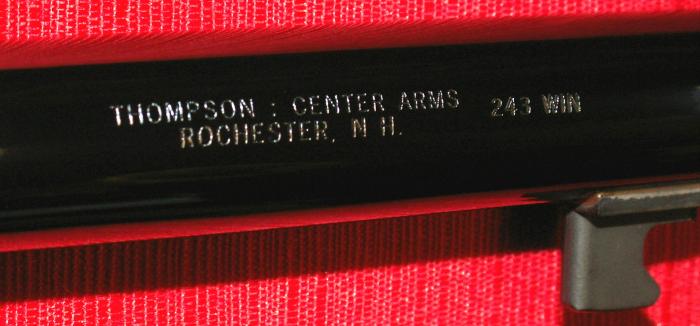 THOMPSON : CENTER ARMS 243 WIN
ROCHESTER, N H.